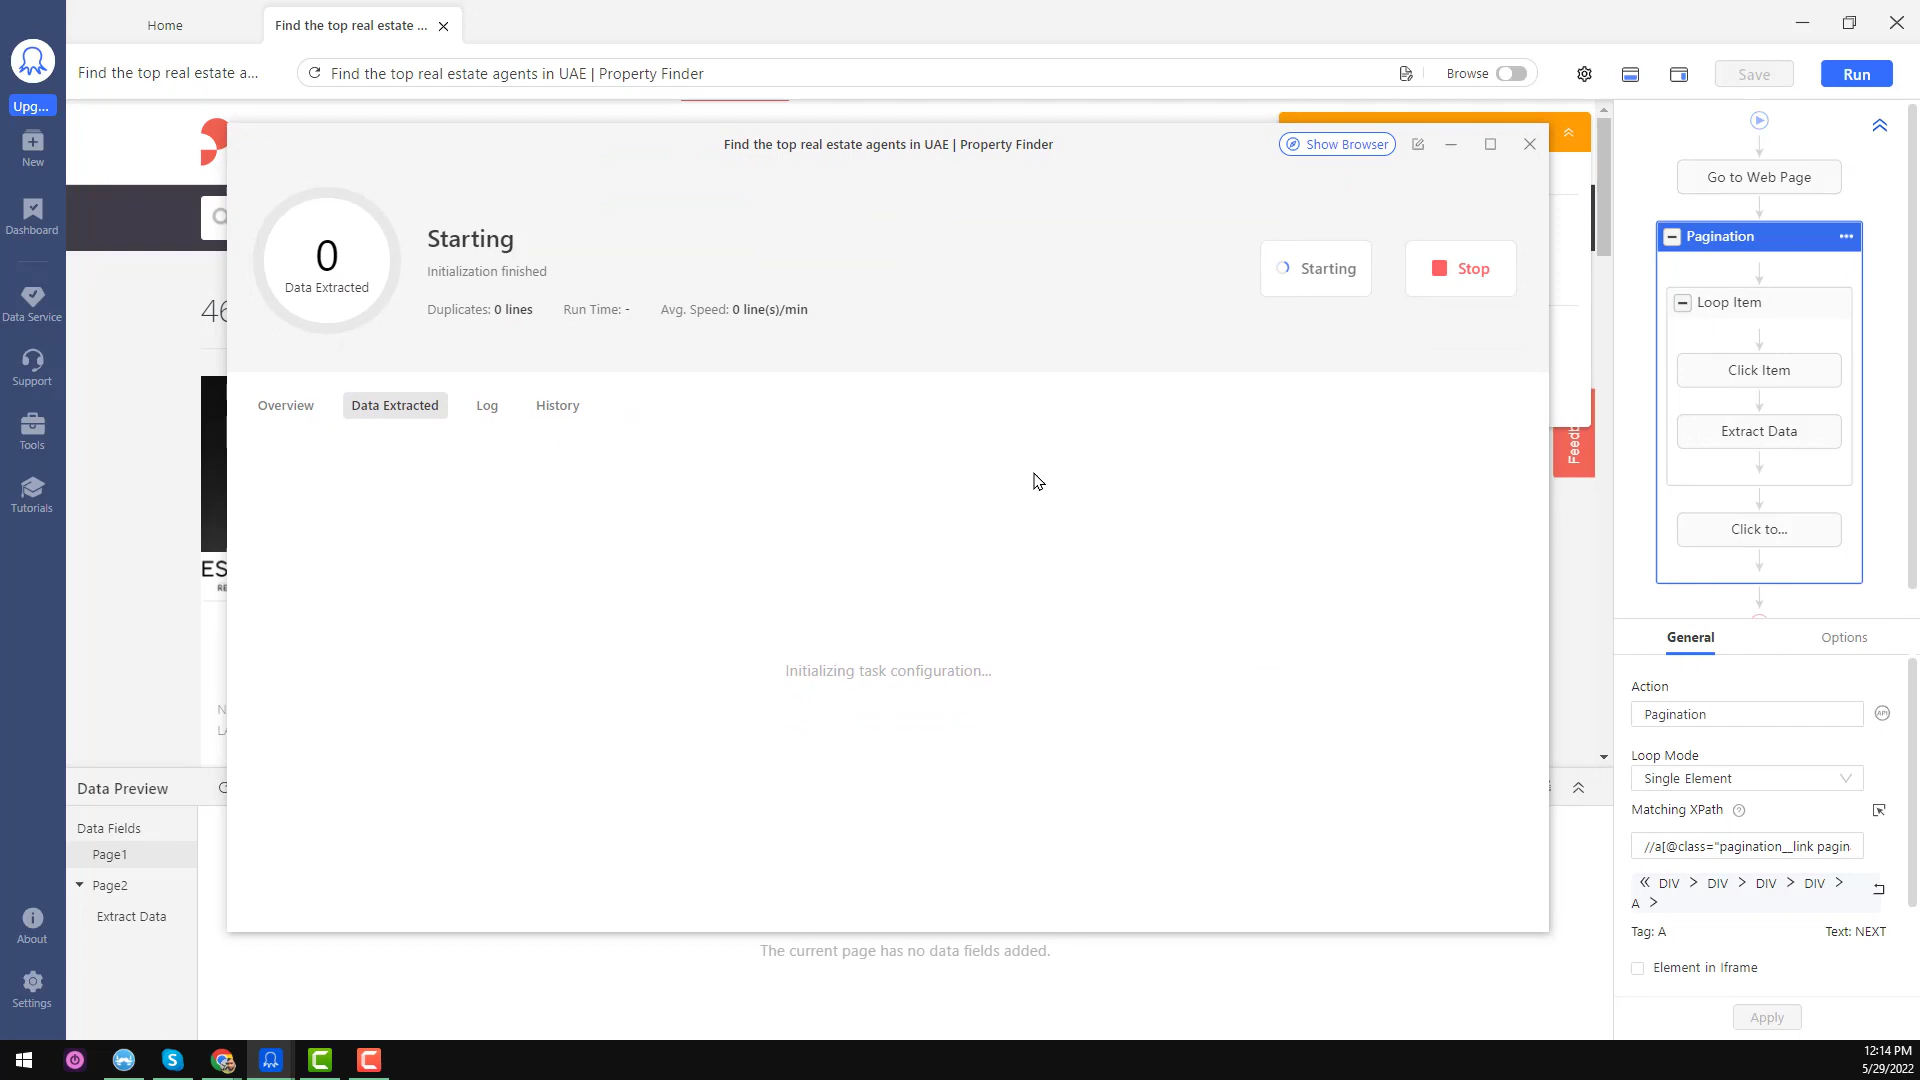 Home
Find the top real estate ...
Find the top real estate a...
Find the top real estate agents in UAE | Property Finder
Browse
Save
Run
Upg...
New
Dashboard
Data Service
Support
Tools
Tutorials
About
Settings
Find the top real estate agents in UAE | Property Finder
Show Browser
0
Data Extracted
Starting
Initialization finished
Duplicates: 0 lines
Run Time: -
Avg. Speed: 0 line(s)/min
Starting
Stop
Overview
Data Extracted
Log
History
Initializing task configuration...
46
ES
RE
N
LA
Feedb
Data Preview
Data Fields
Page1
Page2
Extract Data
The current page has no data fields added.
Go to Web Page
Pagination
Loop Item
Click Item
Extract Data
Click to...
General
Options
Action
Pagination
API
Loop Mode
Single Element
Matching XPath
//a[@class="pagination__link pagin
« DIV > DIV > DIV > DIV >
A >
Tag: A
Text: NEXT
Element in Iframe
Apply
12:14 PM
5/29/2022